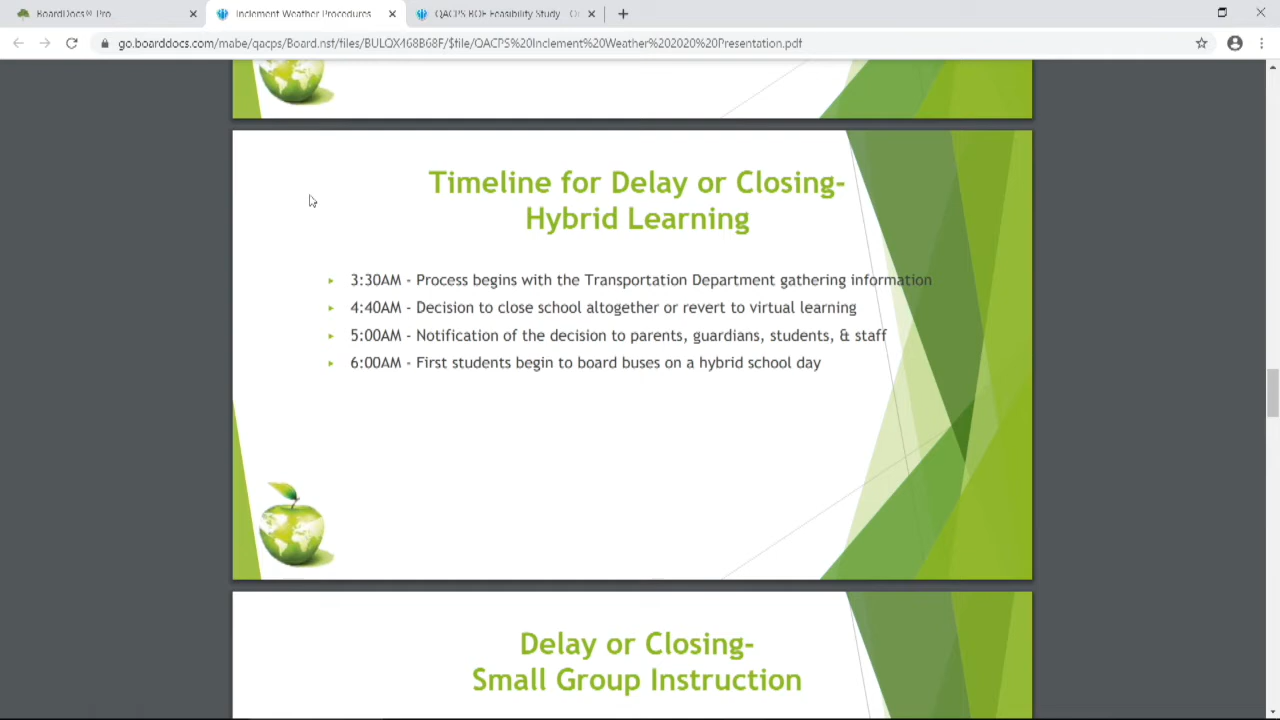 BoardDocs® Pro
Inclement Weather Procedures
QACPS BOE Feasibility Study
go.boarddocs.com/mabe/qacps/Board.nsf/files/BULQX468B68F/$file/QACPS%20Inclement%20Weather%202020%20Presentation.pdf
Timeline for Delay or Closing-
Hybrid Learning
3:30AM - Process begins with the Transportation Department gathering information
4:40AM - Decision to close school altogether or revert to virtual learning
5:00AM - Notification of the decision to parents, guardians, students, & staff
6:00AM - First students begin to board buses on a hybrid school day
Delay or Closing-
Small Group Instruction